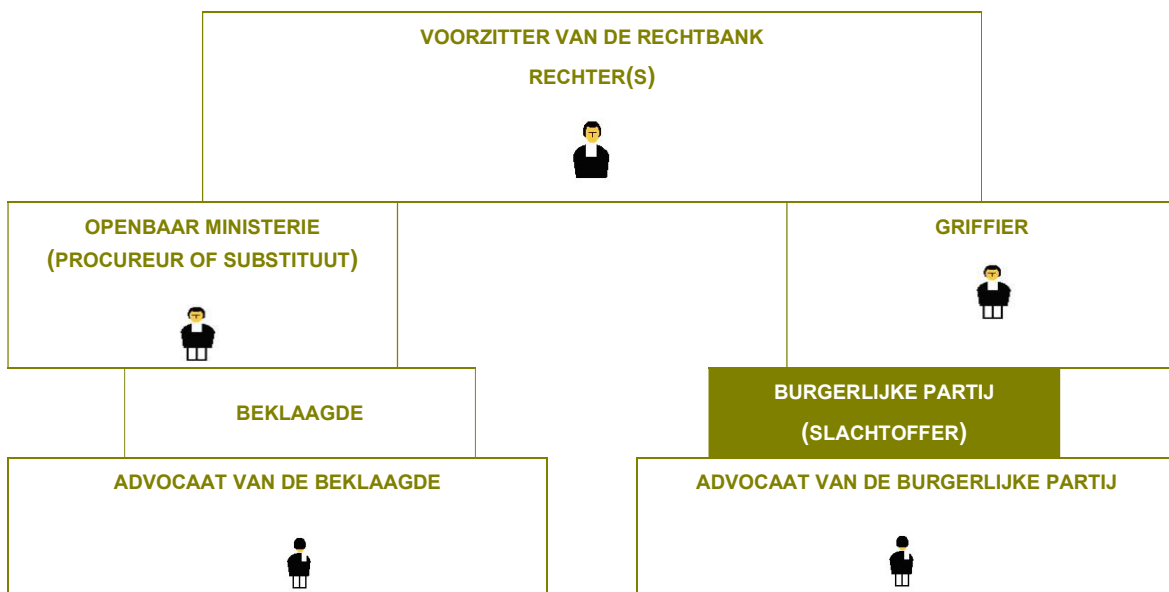 VOORZITTER VAN DE RECHTBANK
RECHTER(S)
OPENBAAR MINISTERIE
(PROCUREUR OF SUBSTITUUT)
GRIFFIER
BEKLAAGDE
BURGERLIJKE PARTIJ
(SLACHTOFFER)
ADVOCAAT VAN DE BEKLAAGDE
ADVOCAAT VAN DE BURGERLIJKE PARTIJ